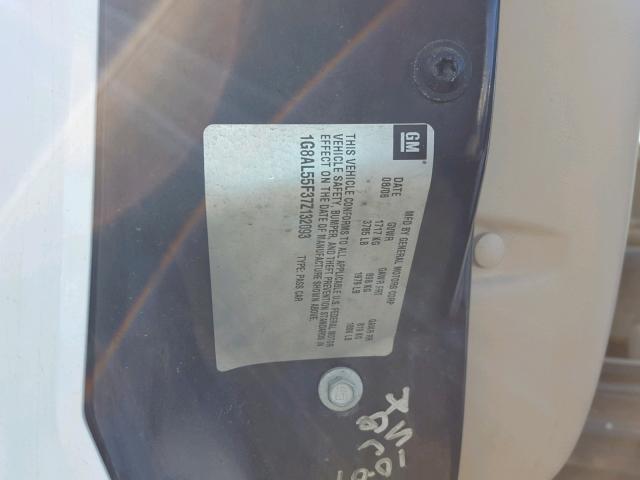 GM
MFD BY GENERAL MOTORS CORP
DATE GVWR GAWR FRT GAWR RR
08/06 1717 KG 898 KG 819 KG
3785 LB 1979 LB 1806 LB
THIS VEHICLE CONFORMS TO ALL APPLICABLE U.S. FEDERAL MOTOR
VEHICLE SAFETY, BUMPER, AND THEFT PREVENTION STANDARDS IN
EFFECT ON THE DATE OF MANUFACTURE SHOWN ABOVE.
1G8AL55F37Z132093 TYPE: PASS CAR